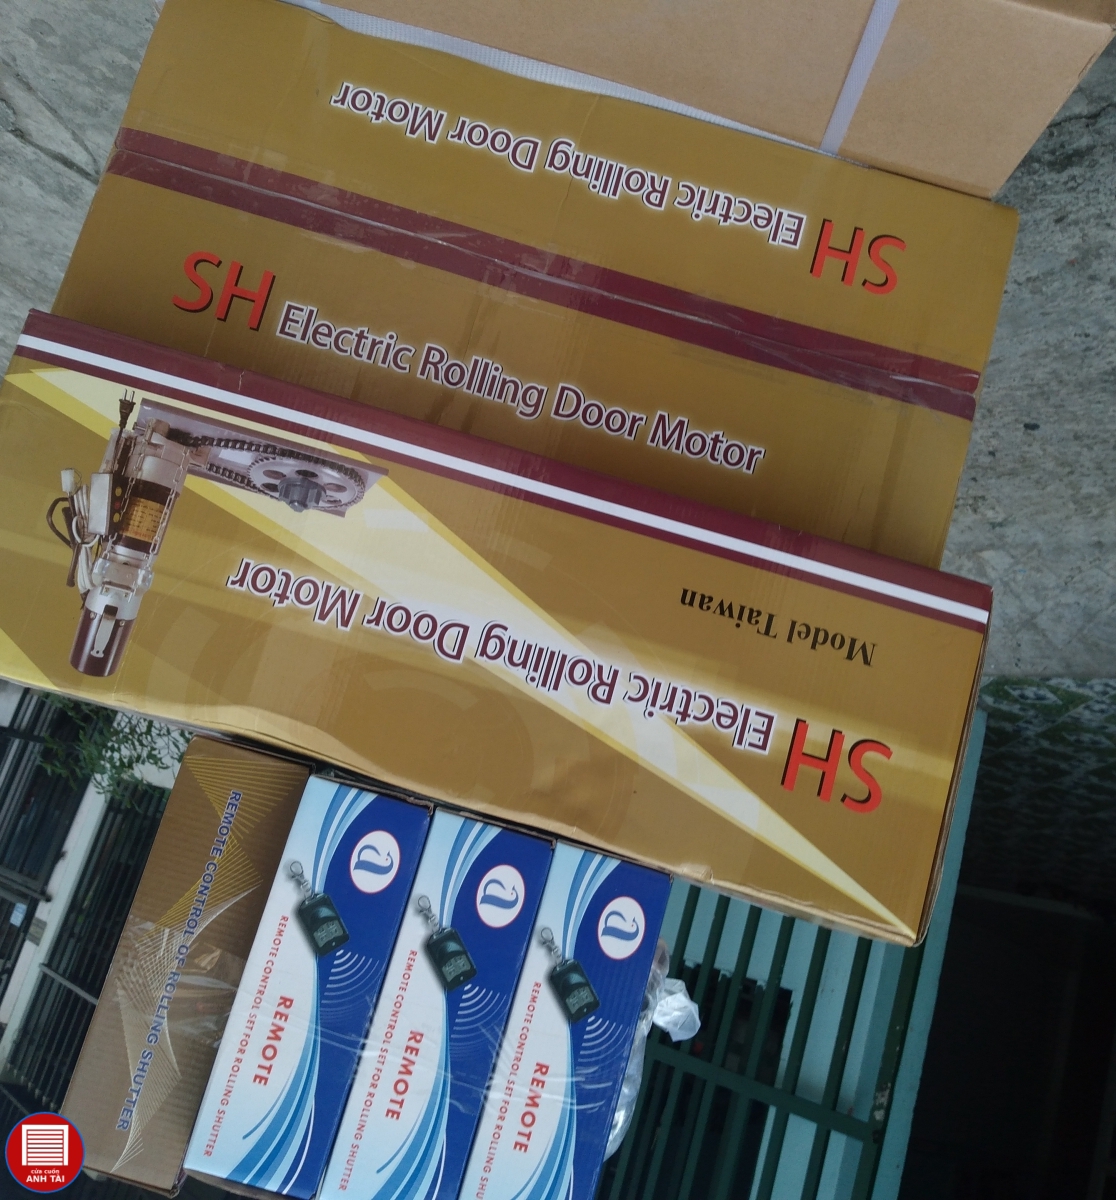 SH Electric Rolling Door Motor
SH Electric Rolling Door Motor
Model Taiwan
SH Electric Rolling Door Motor
REMOTE CONTROL OF ROLLING SHUTTER
a
REMOTE
REMOTE CONTROL SET FOR ROLLING SHUTTER
a
REMOTE
REMOTE CONTROL SET FOR ROLLING SHUTTER
a
REMOTE
REMOTE CONTROL SET FOR ROLLING SHUTTER
cửa cuốn
ANH TÀI